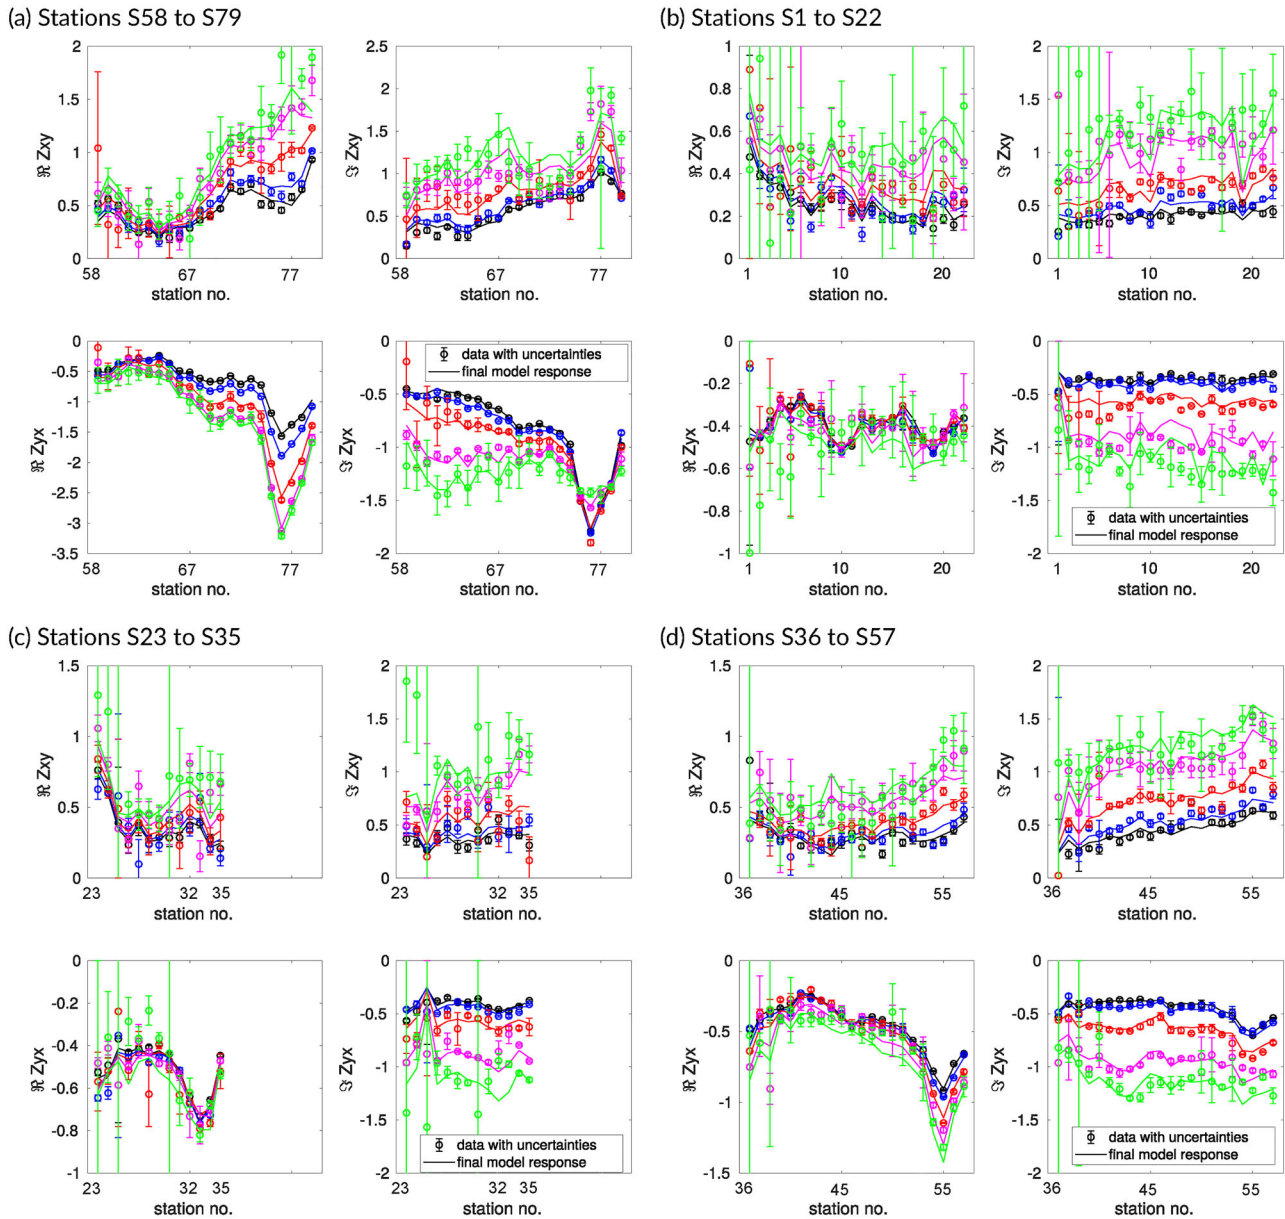 (a) Stations S58 to S79
2
1.5
1
0.5
0
ℜ Zxy
58
67
77
station no.
2.5
2
1.5
1
0.5
0
ℑ Zxy
67
77
station no.
0
-0.5
-1
-1.5
-2
-2.5
-3
-3.5
ℜ Zyx
58
67
77
station no.
0
-0.5
-1
-1.5
-2
ℑ Zyx
data with uncertainties
final model response
58
67
77
station no.
(b) Stations S1 to S22
1
0.8
0.6
0.4
0.2
0
ℜ Zxy
1
10
20
station no.
2
1.5
1
0.5
0
ℑ Zxy
1
10
20
station no.
0
-0.2
-0.4
-0.6
-0.8
-1
ℜ Zyx
1
10
20
station no.
0
-0.5
-1
-1.5
-2
ℑ Zyx
data with uncertainties
final model response
1
10
20
station no.
(c) Stations S23 to S35
1.5
1
0.5
0
ℜ Zxy
23
32
35
station no.
2
1.5
1
0.5
0
ℑ Zxy
23
32
35
station no.
0
-0.2
-0.4
-0.6
-0.8
-1
ℜ Zyx
23
32
35
station no.
0
-0.5
-1
-1.5
-2
ℑ Zyx
data with uncertainties
final model response
23
32
35
station no.
(d) Stations S36 to S57
1.5
1
0.5
0
ℜ Zxy
36
45
55
station no.
2
1.5
1
0.5
0
ℑ Zxy
36
45
55
station no.
0
-0.5
-1
-1.5
ℜ Zyx
36
45
55
station no.
0
-0.5
-1
-1.5
-2
ℑ Zyx
data with uncertainties
final model response
36
45
55
station no.